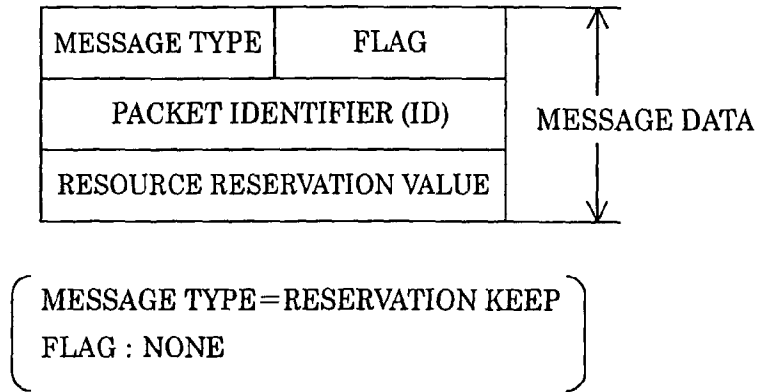 MESSAGE TYPE FLAG
PACKET IDENTIFIER (ID)
MESSAGE DATA
RESOURCE RESERVATION VALUE
MESSAGE TYPE=RESERVATION KEEP
FLAG : NONE